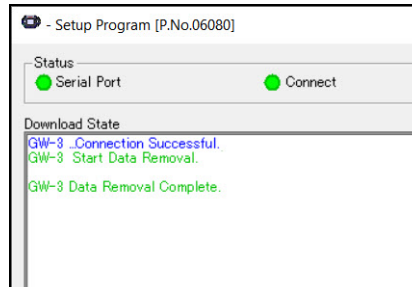 - Setup Program [P.No.06080]
Status
Serial Port
Connect
Download State
GW-3 ..Connection Successful.
GW-3 Start Data Removal.
GW-3 Data Removal Complete.